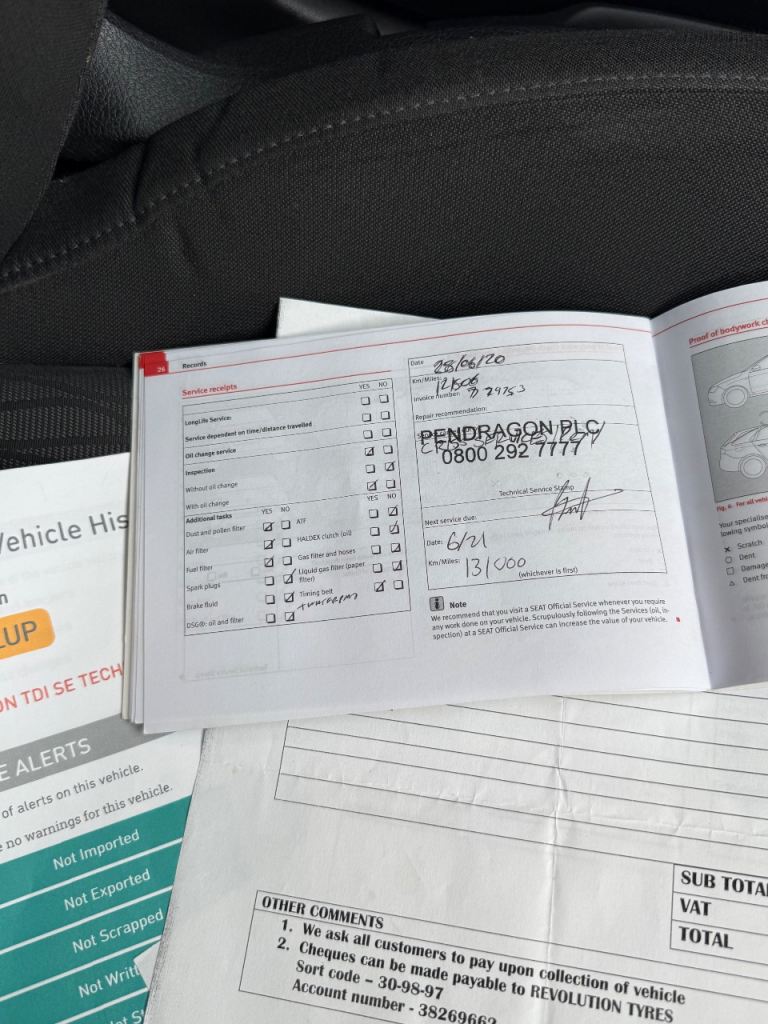 26
Records
Service receipts
YES NO
LongLife Service:
Service dependent on time/distance travelled
Oil change service
Inspection
Without oil change
With oil change
Additional tasks
YES NO
YES NO
Dust and pollen filter
ATF
Air filter
HALDEX clutch (oil)
Fuel filter
Gas filter and hoses
Spark plugs
Liquid gas filter (paper
filter)
Brake fluid
Timing belt
DSG®: oil and filter
Date
28/06/20
Km/Miles:
Invoice number
Repair recommendation:
PENDRAGON PLC
0800 292 7777
Technical Service Stamp
Next service due:
Date: 6/21
Km/Miles: 131000
(whichever is first)
i Note
We recommend that you visit a SEAT Official Service whenever you require
any work done on your vehicle. Scrupulously following the Services (oil, in-
spection) at a SEAT Official Service can increase the value of your vehicle.
Proof of bodywork
Your specialise
lowing symbol
Scratch
Dent
Damage
Dent
Vehicle His
LUP
ON TDI SE TECH
E ALERTS
of alerts on this vehicle.
no warnings for this vehicle.
Not Imported
Not Exported
Not Scrapped
Not Writ
SUB TOTA
VAT
TOTAL
OTHER COMMENTS
1. We ask all customers to pay upon collection of vehicle
2. Cheques can be made payable to REVOLUTION TYRES
Sort code – 30-98-97
Account number - 38269662